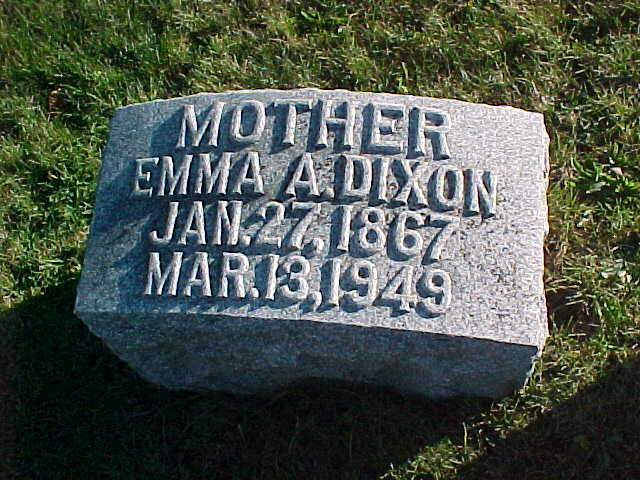 MOTHER
EMMA A. DIXON
JAN. 27, 1867
MAR. 13, 1949